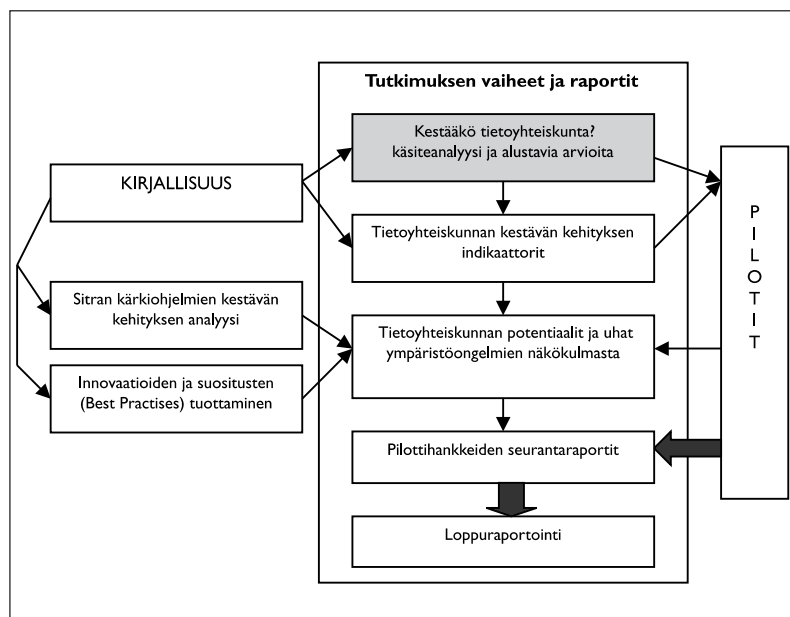 Tutkimuksen vaiheet ja raportit
Kestääkö tietoyhteiskunta?
käsiteanalyysi ja alustavia arvioita
KIRJALLISUUS
Tietoyhteiskunnan kestävän kehityksen
indikaattorit
Sitran kärkiohjelmien kestävän
kehityksen analyysi
Tietoyhteiskunnan potentiaalit ja uhat
ympäristöongelmien näkökulmasta
Innovaatioiden ja suositusten
(Best Practises) tuottaminen
Pilottihankkeiden seurantaraportit
Loppuraportointi
PILOTIT